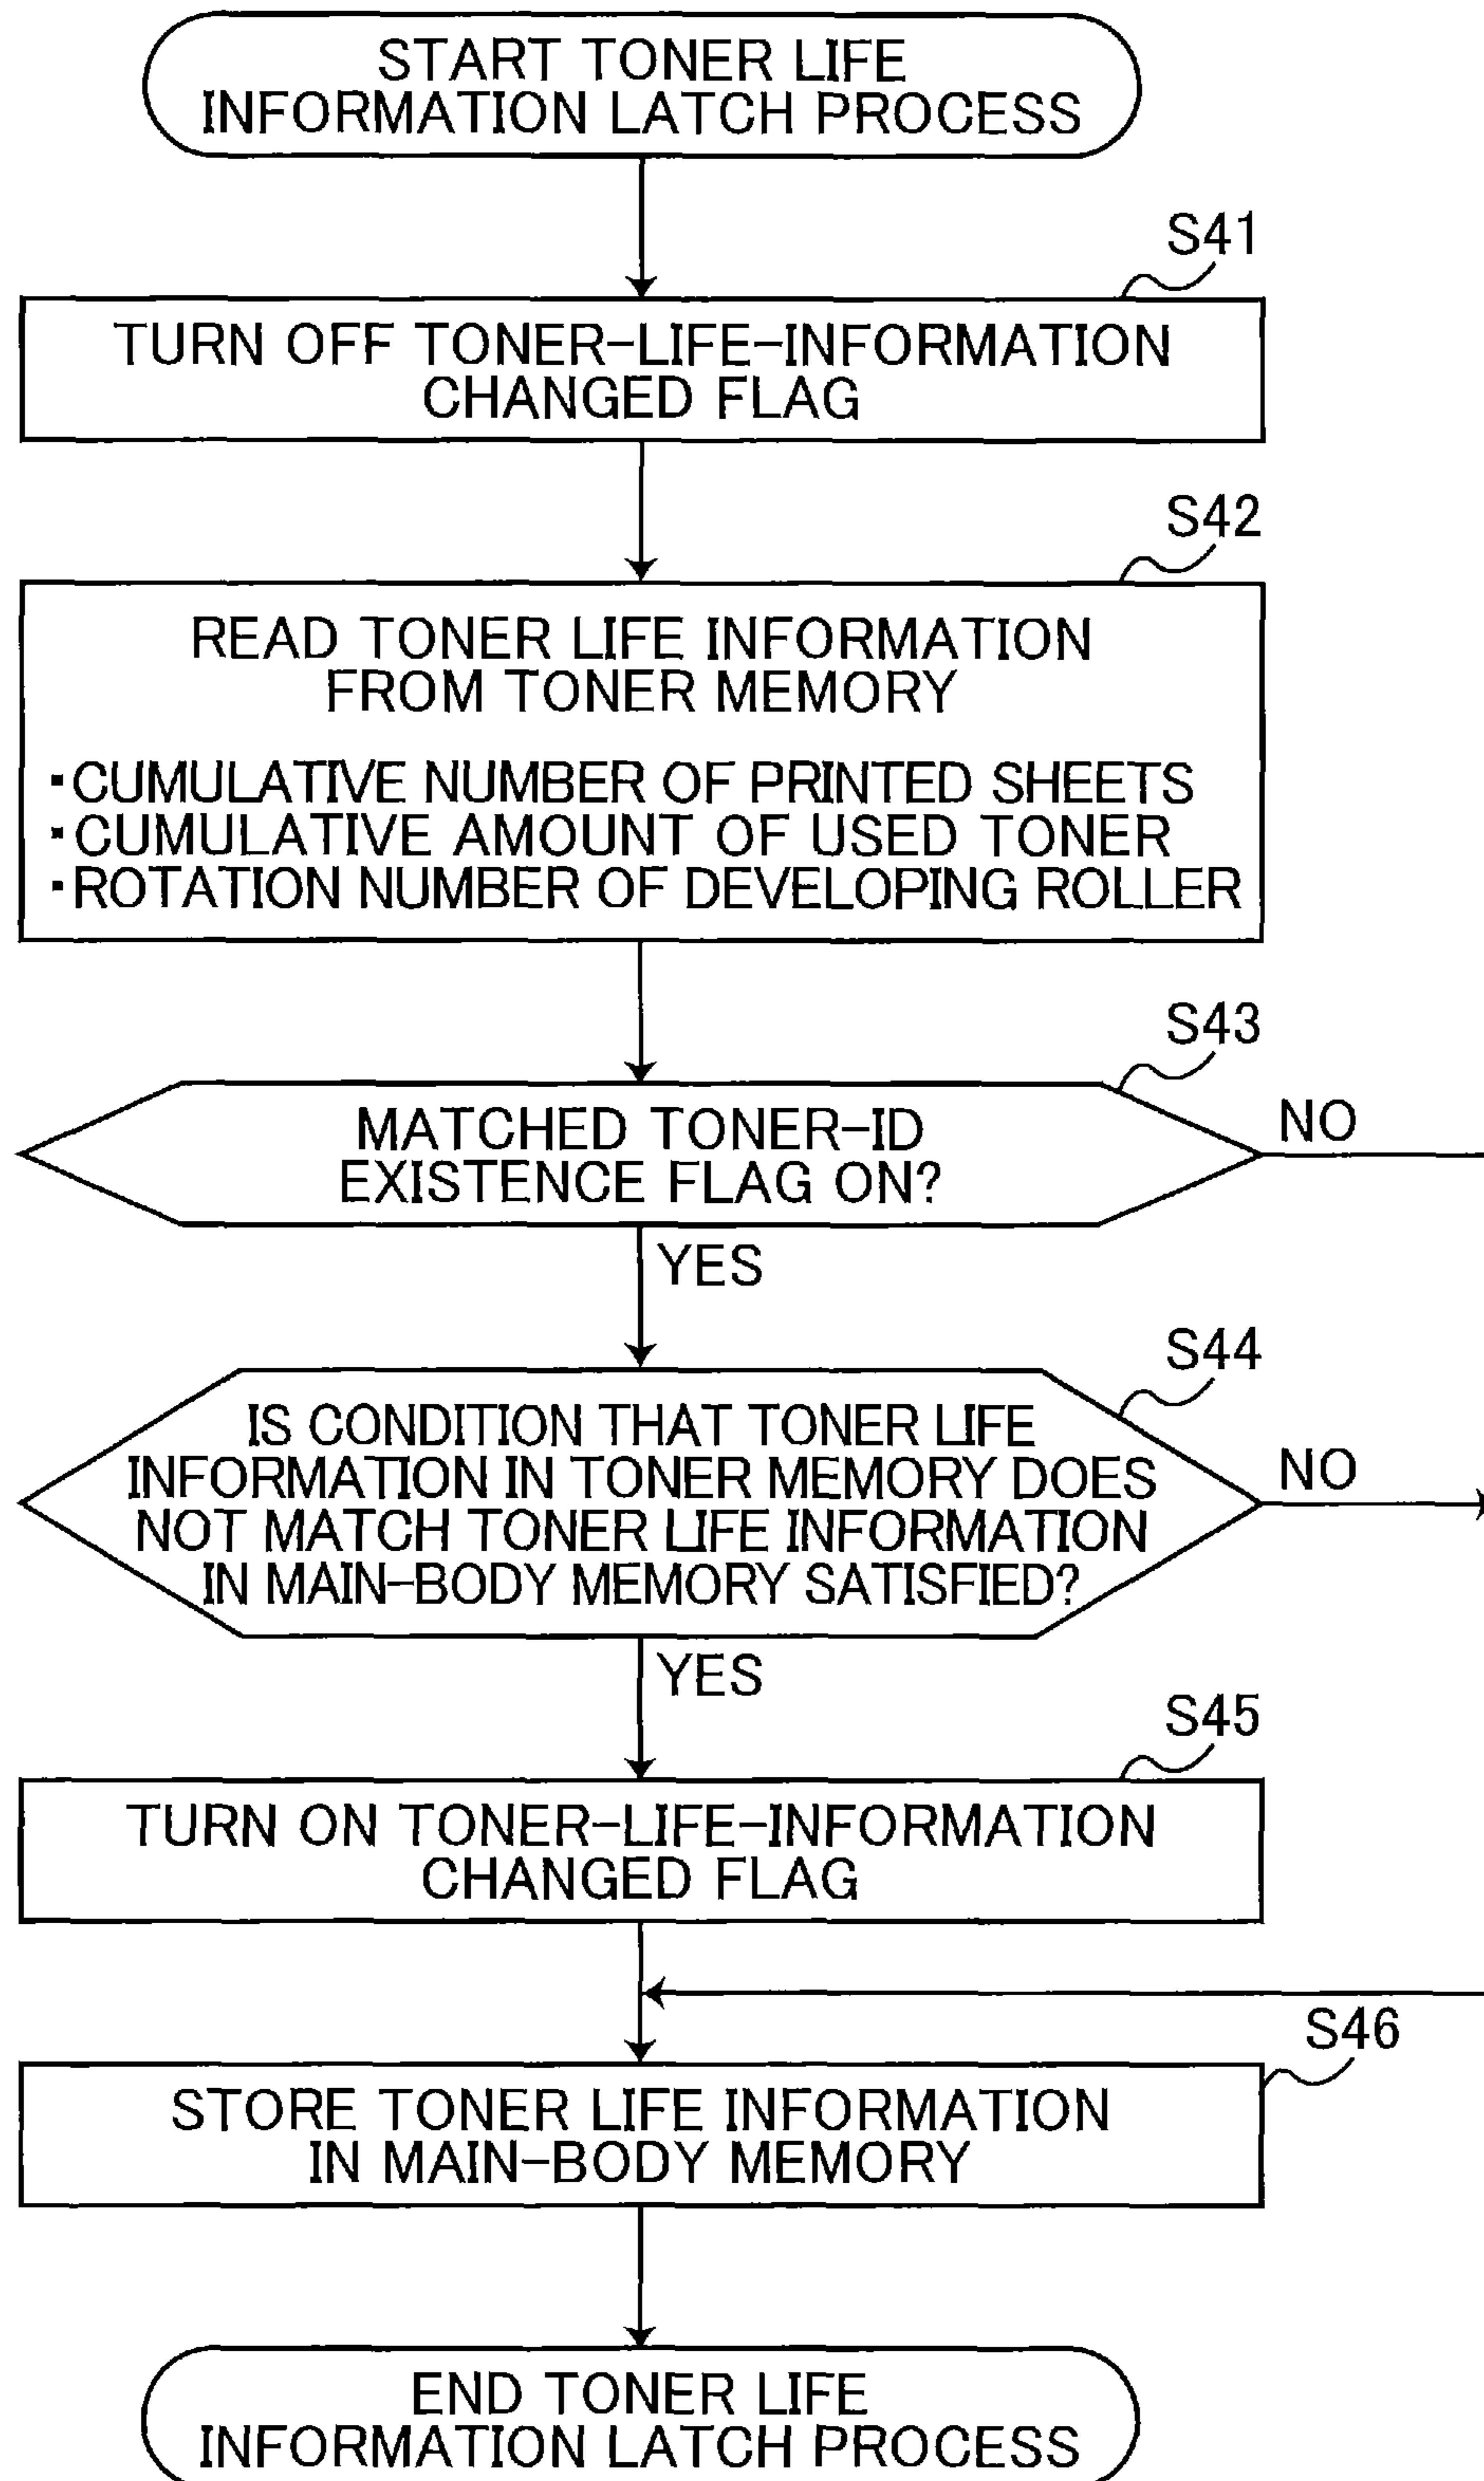 START TONER LIFE
INFORMATION LATCH PROCESS
S41
TURN OFF TONER-LIFE-INFORMATION
CHANGED FLAG
S42
READ TONER LIFE INFORMATION
FROM TONER MEMORY
・CUMULATIVE NUMBER OF PRINTED SHEETS
・CUMULATIVE AMOUNT OF USED TONER
・ROTATION NUMBER OF DEVELOPING ROLLER
S43
MATCHED TONER-ID
EXISTENCE FLAG ON?
NO
YES
S44
IS CONDITION THAT TONER LIFE
INFORMATION IN TONER MEMORY DOES
NOT MATCH TONER LIFE INFORMATION
IN MAIN-BODY MEMORY SATISFIED?
NO
YES
S45
TURN ON TONER-LIFE-INFORMATION
CHANGED FLAG
S46
STORE TONER LIFE INFORMATION
IN MAIN-BODY MEMORY
END TONER LIFE
INFORMATION LATCH PROCESS